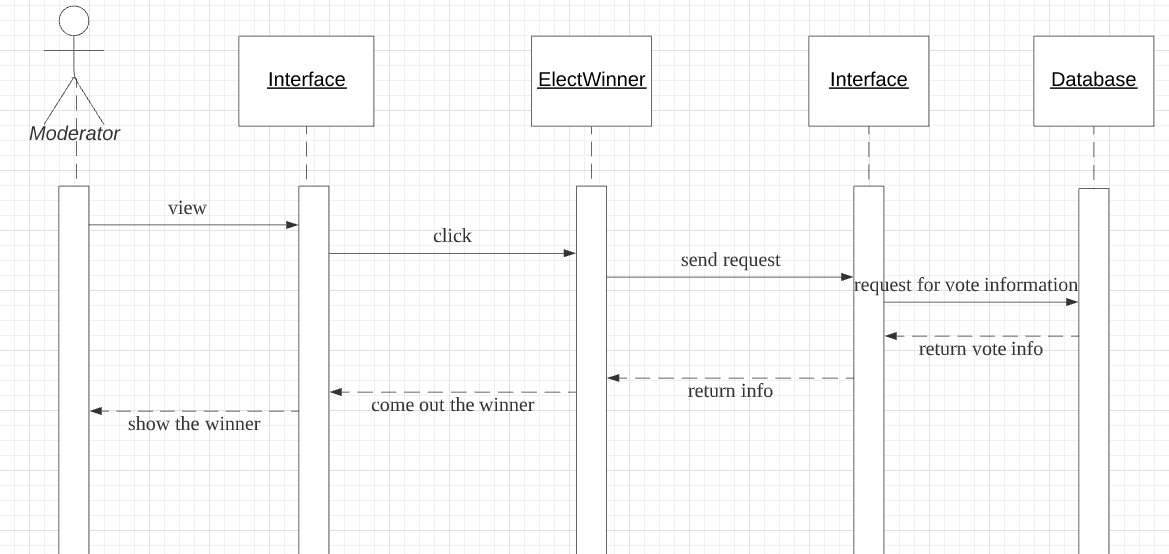 Interface
ElectWinner
Interface
Database
Moderator
view
click
send request
request for vote information
return vote info
return info
come out the winner
show the winner